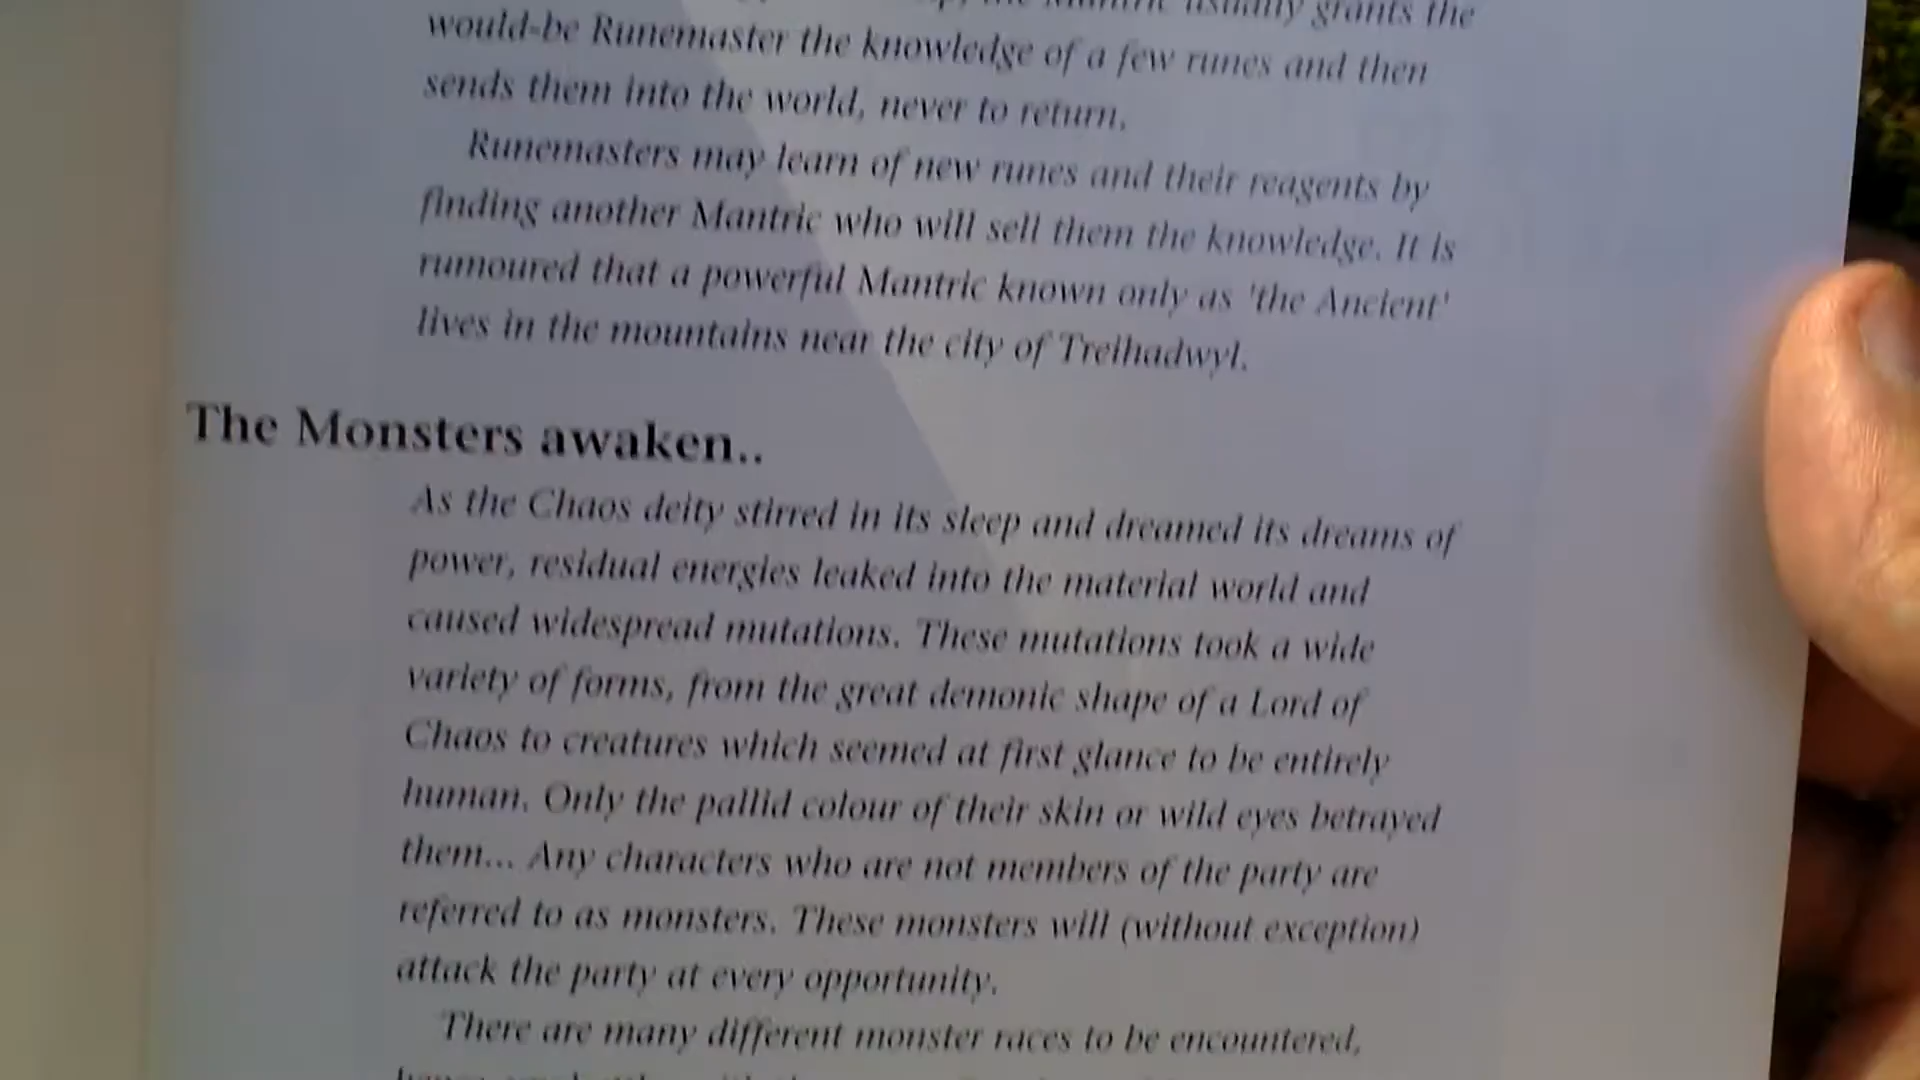 the Mantric usually grants the
would-be Runemaster the knowledge of a few runes and then
sends them into the world, never to return.
Runemasters may learn of new runes and their reagents by
finding another Mantric who will sell them the knowledge. It is
rumoured that a powerful Mantric known only as 'the Ancient'
lives in the mountains near the city of Treihadwyl.
The Monsters awaken..
As the Chaos deity stirred in its sleep and dreamed its dreams of
power, residual energies leaked into the material world and
caused widespread mutations. These mutations took a wide
variety of forms, from the great demonic shape of a Lord of
Chaos to creatures which seemed at first glance to be entirely
human. Only the pallid colour of their skin or wild eyes betrayed
them... Any characters who are not members of the party are
referred to as monsters. These monsters will (without exception)
attack the party at every opportunity.
There are many different monster races to be encountered,